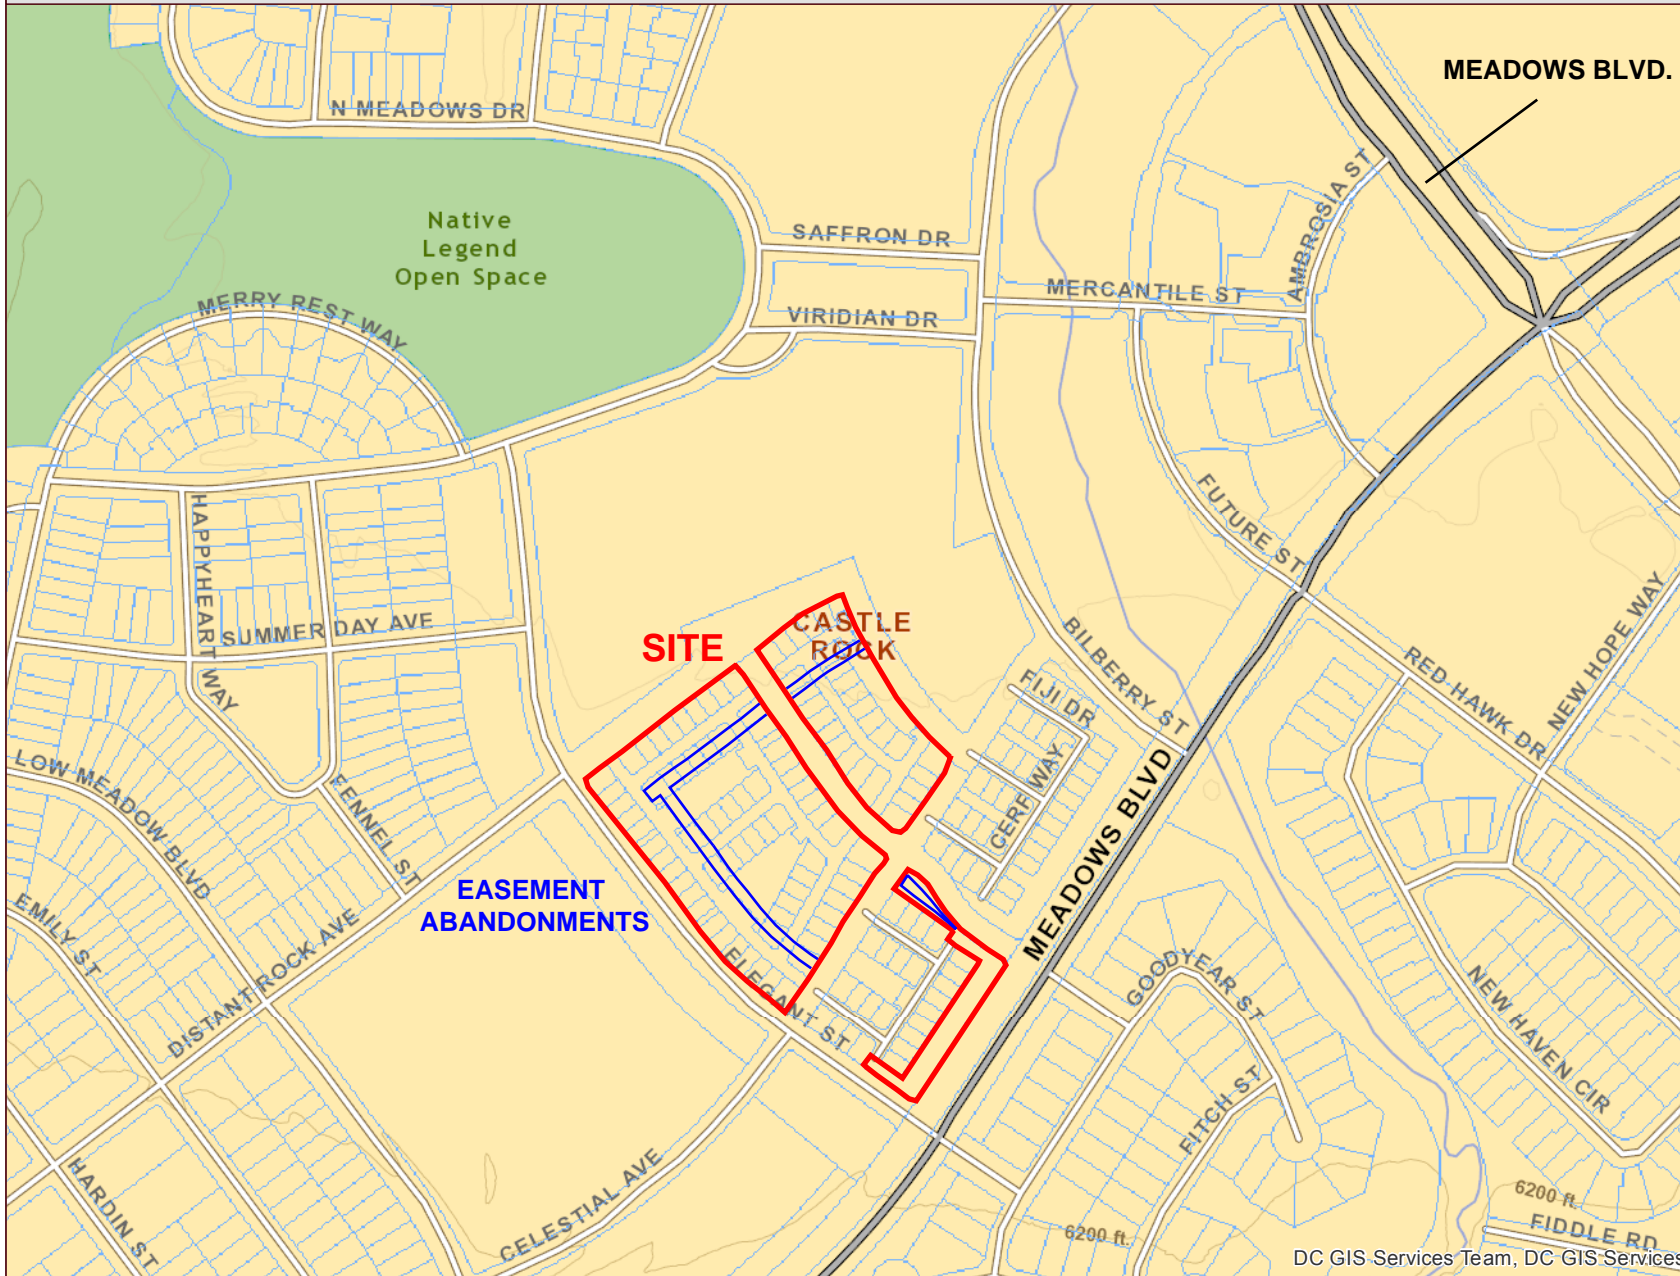 MEADOWS BLVD.
N MEADOWS DR
AMBROSIA ST
Native
Legend
Open Space
SAFFRON DR
MERCANTILE ST
MERRY REST WAY
VIRIDIAN DR
HAPPYHEART WAY
FUTURE ST
SUMMER DAY AVE
CASTLE
ROCK
SITE
BILBERRY ST
NEW HOPE WAY
RED HAWK DR
FIJI DR
CERF WAY
LOW MEADOW BLVD
FENNEL ST
MEADOWS BLVD
EASEMENT
ABANDONMENTS
EMILY ST
DISTANT ROCK AVE
ELEGANT ST
GOODYEAR ST
NEW HAVEN CIR
FITCH ST
HARDIN ST
CELESTIAL AVE
6200 ft.
6200 ft.
FIDDLE RD
DC GIS Services Team, DC GIS Services